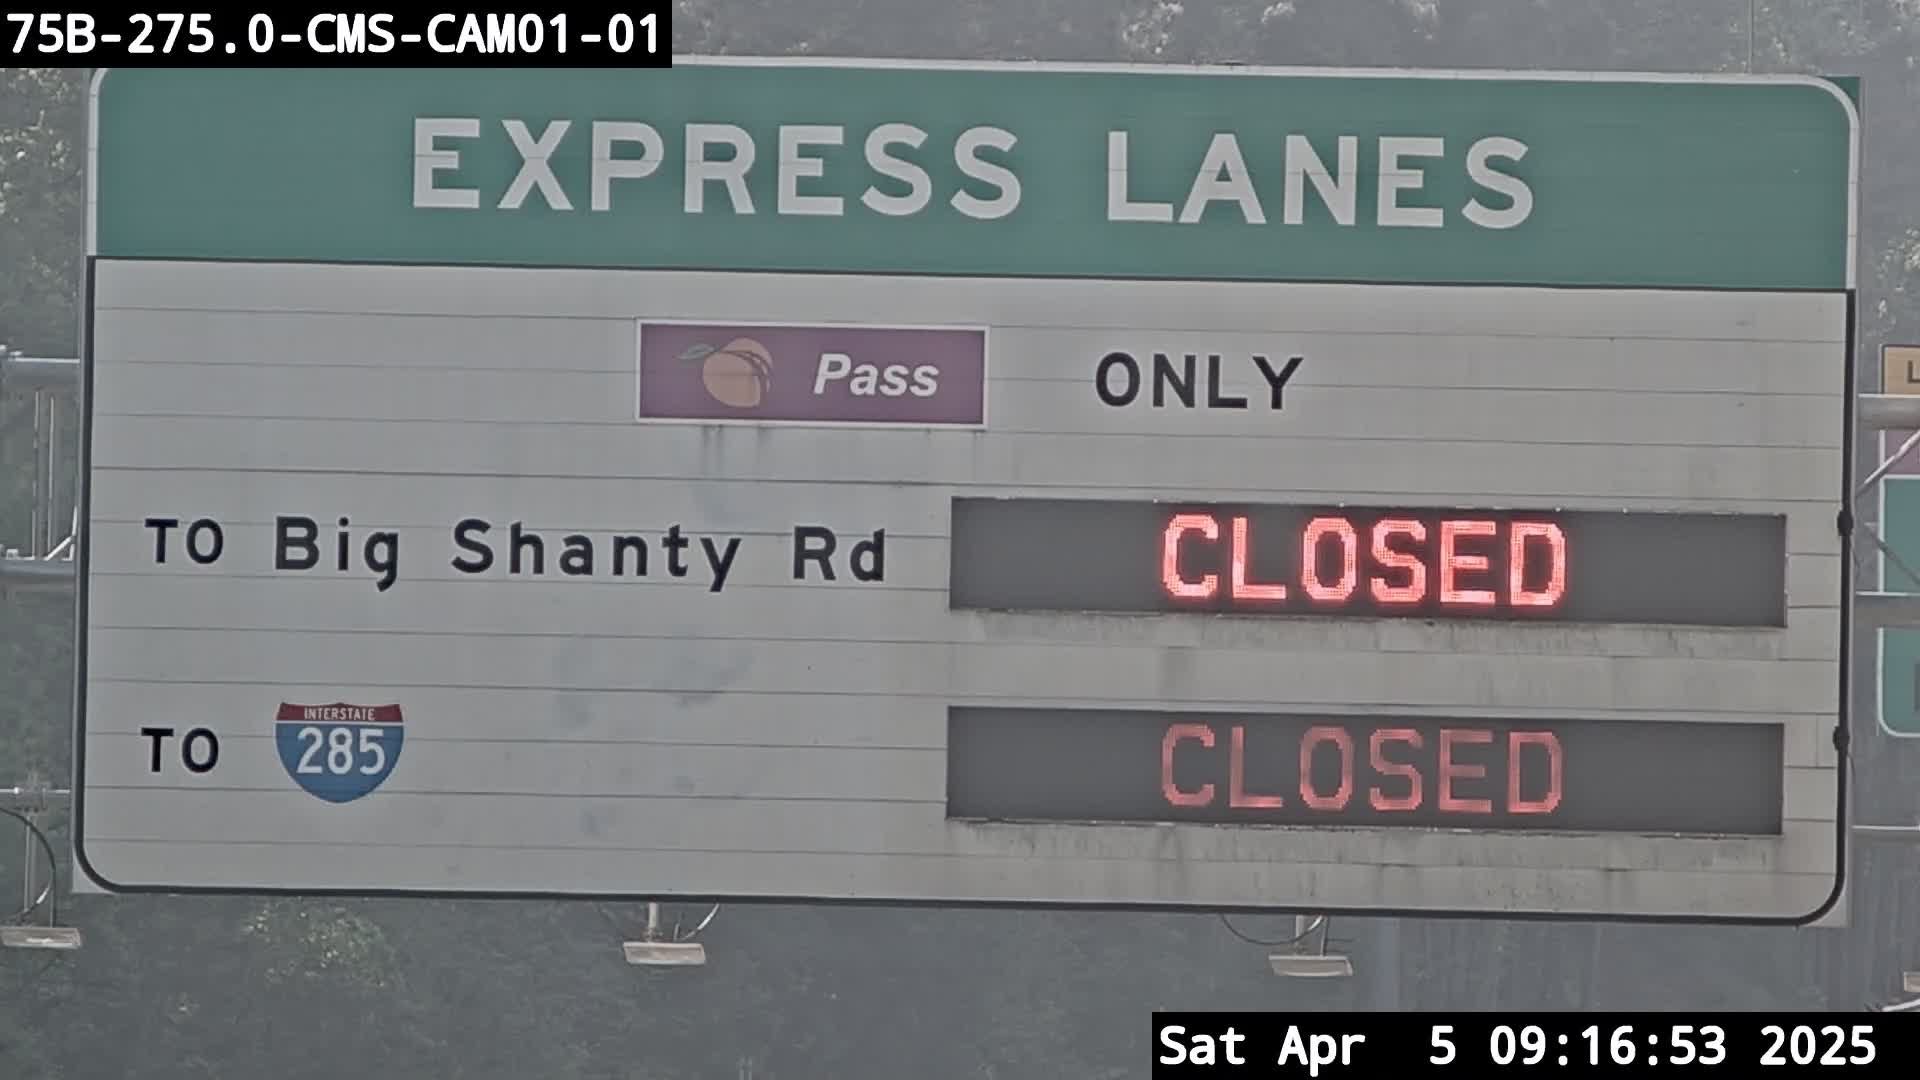 75B-275.0-CMS-CAM01-01
EXPRESS LANES
Pass ONLY
TO Big Shanty Rd CLOSED
TO INTERSTATE 285 CLOSED
Sat Apr 5 09:16:53 2025